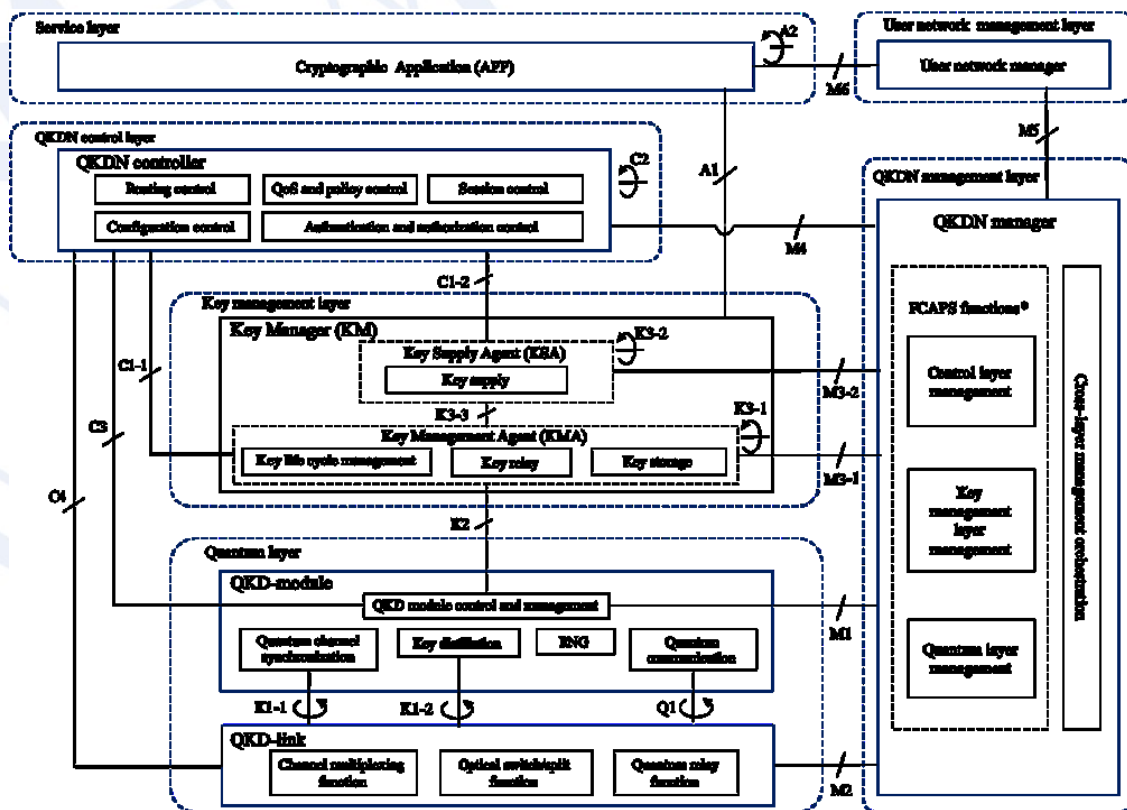 Service layer
Cryptographic Application (APP)
A2
M6
User network management layer
User network manager
M5
QKDN control layer
QKDN controller
Routing control
QoS and policy control
Session control
Configuration control
Authentication and authorization control
C2
A1
M4
QKDN management layer
QKDN manager
FCAPS functions*
Control layer
management
Key
management
layer
management
Quantum layer
management
Cross-layer management orchestration
C1-2
C1-1
C3
C4
Key management layer
Key Manager (KM)
Key Supply Agent (KSA)
Key supply
K3-2
M3-2
K3-3
K3-1
Key Management Agent (KMA)
Key life cycle management
Key relay
Key storage
M3-1
K2
Quantum layer
QKD-module
QKD module control and management
M1
Quantum channel
synchronization
Key distillation
RNG
Quantum
communication
K1-1
K1-2
Q1
QKD-link
Channel multiplexing
function
Optical switch/split
function
Quantum relay
function
M2